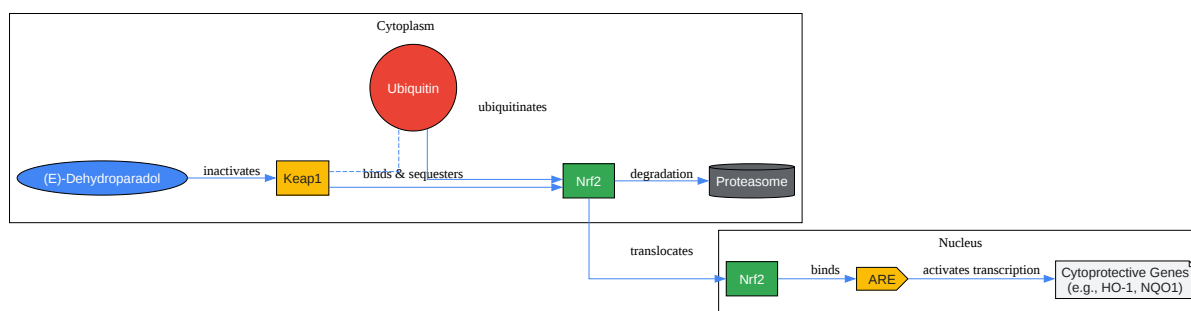 Cytoplasm
Ubiquitin
ubiquitinates
(E)-Dehydroparadol
inactivates
Keap1
binds & sequesters
Nrf2
degradation
Proteasome
translocates
Nucleus
Nrf2
binds
ARE
activates transcription
Cytoprotective Genes
(e.g., HO-1, NQO1)